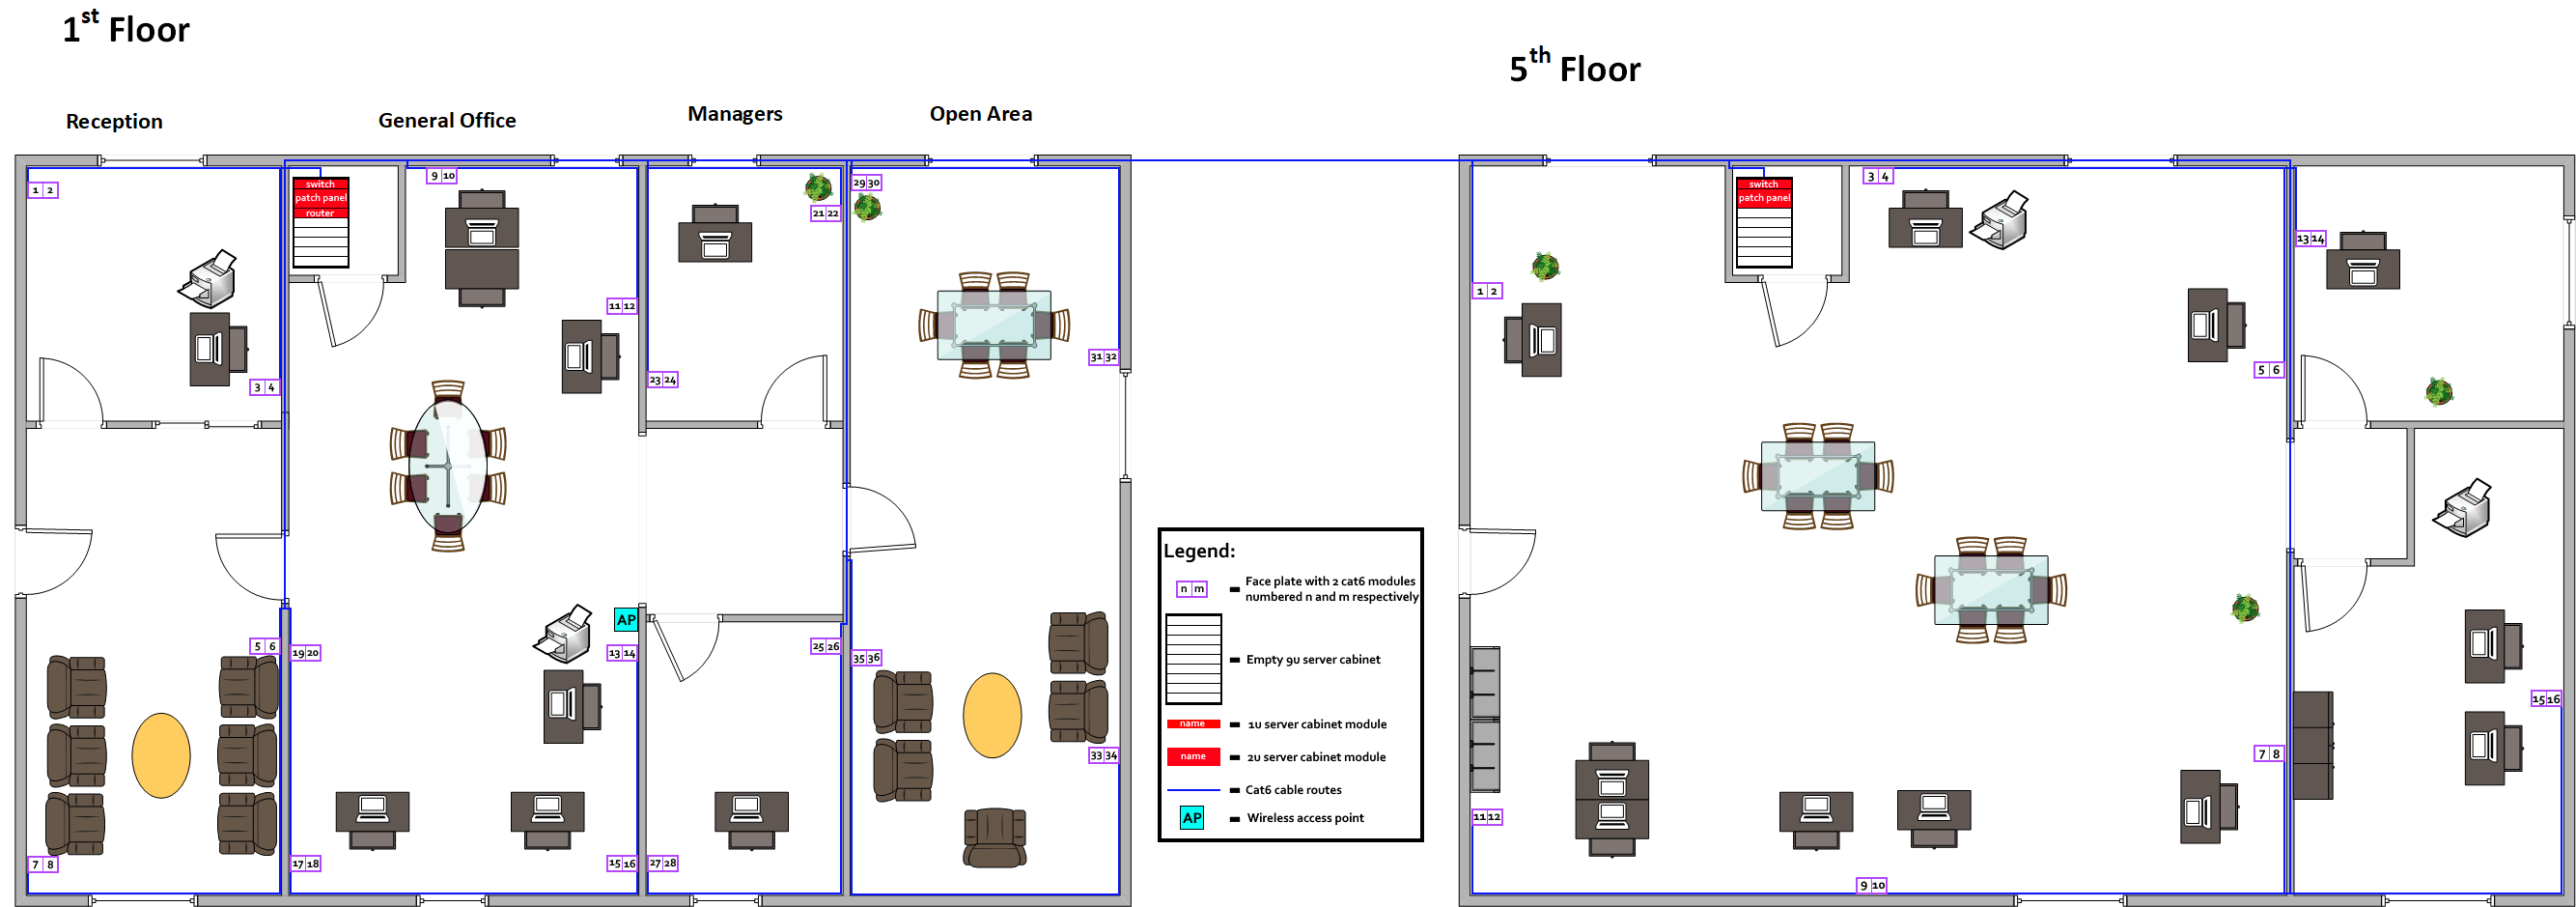 1st Floor
5th Floor
Reception
General Office
Managers
Open Area
1 2
switch
patch panel
router
9 10
21 22
29 30
11 12
3 4
23 24
31 32
AP
5 6
19 20
13 14
25 26
35 36
33 34
7 8
17 18
15 16
27 28
Legend:
n m
Face plate with 2 cat6 modules
numbered n and m respectively
Empty 9u server cabinet
name
1u server cabinet module
name
2u server cabinet module
Cat6 cable routes
AP
Wireless access point
switch
patch panel
3 4
13 14
1 2
5 6
15 16
7 8
11 12
9 10